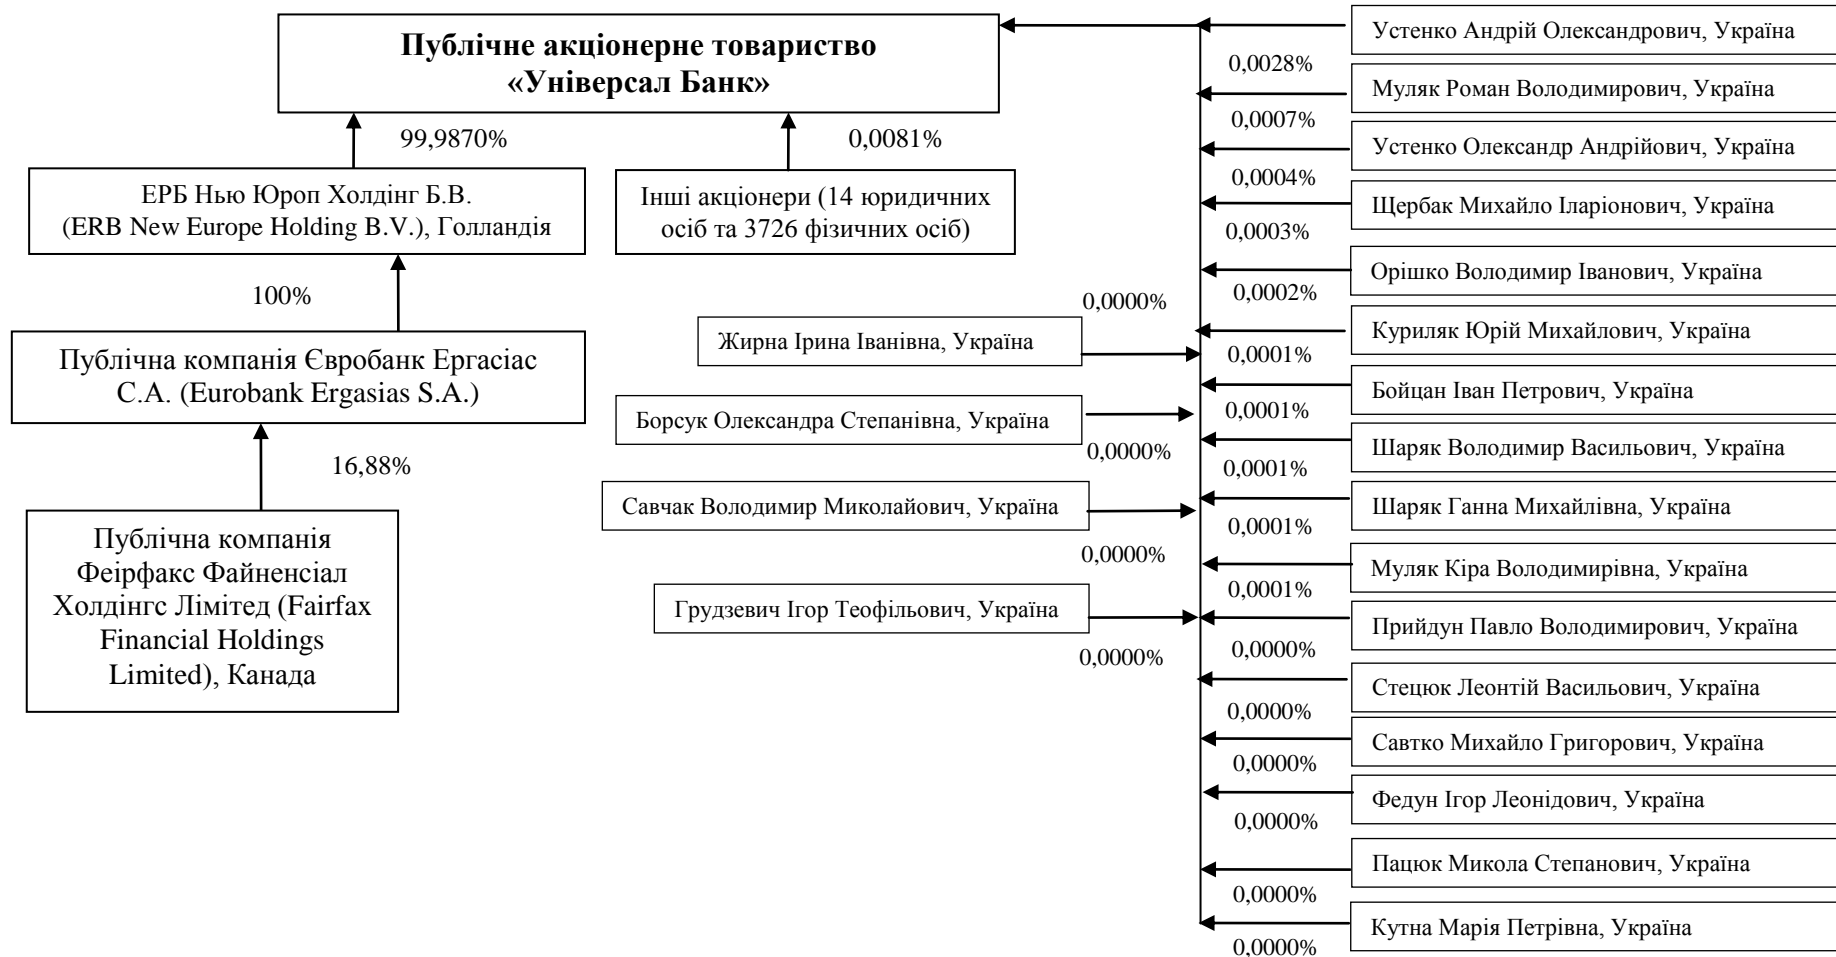 Публічне акціонерне товариство
«Універсал Банк»
99,9870%
0,0081%
ЕРБ Нью Юроп Холдінг Б.В.
(ERB New Europe Holding B.V.), Голландія
Інші акціонери (14 юридичних
осіб та 3726 фізичних осіб)
100%
Публічна компанія Євробанк Ергасіас
С.А. (Eurobank Ergasias S.A.)
16,88%
Публічна компанія
Феірфакс Файненсіал
Холдінгс Лімітед (Fairfax
Financial Holdings
Limited), Канада
0,0000%
Жирна Ірина Іванівна, Україна
Борсук Олександра Степанівна, Україна
0,0000%
Савчак Володимир Миколайович, Україна
0,0000%
Грудзевич Ігор Теофільович, Україна
0,0000%
Устенко Андрій Олександрович, Україна
0,0028%
Муляк Роман Володимирович, Україна
0,0007%
Устенко Олександр Андрійович, Україна
0,0004%
Щербак Михайло Іларіонович, Україна
0,0003%
Орішко Володимир Іванович, Україна
0,0002%
Куриляк Юрій Михайлович, Україна
0,0001%
Бойцан Іван Петрович, Україна
0,0001%
Шаряк Володимир Васильович, Україна
0,0001%
Шаряк Ганна Михайлівна, Україна
0,0001%
Муляк Кіра Володимирівна, Україна
0,0001%
Прийдун Павло Володимирович, Україна
0,0000%
Стецюк Леонтій Васильович, Україна
0,0000%
Савтко Михайло Григорович, Україна
0,0000%
Федун Ігор Леонідович, Україна
0,0000%
Пацюк Микола Степанович, Україна
0,0000%
Кутна Марія Петрівна, Україна
0,0000%